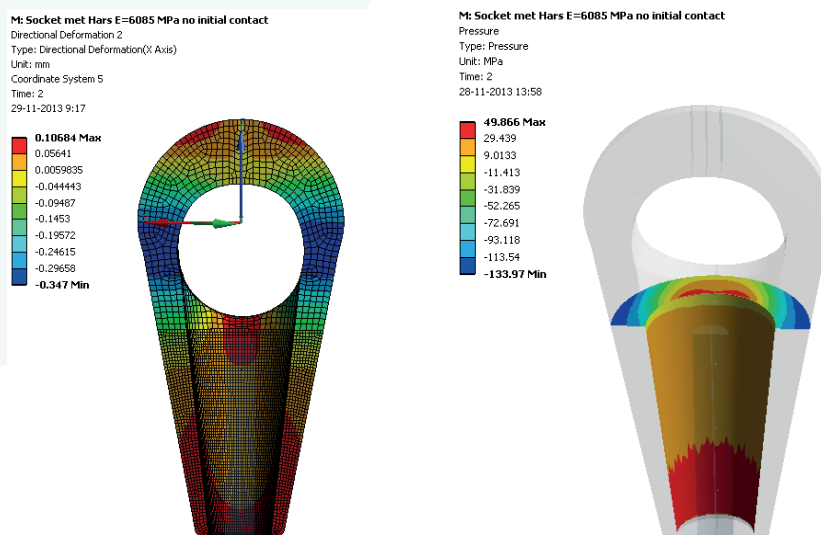 M: Socket met Hars E=6085 MPa no initial contact
Directional Deformation 2
Type: Directional Deformation(X Axis)
Unit: mm
Coordinate System 5
Time: 2
29-11-2013 9:17
0.10684 Max
0.05641
0.0059835
-0.044443
-0.09487
-0.1453
-0.19572
-0.24615
-0.29658
-0.347 Min
M: Socket met Hars E=6085 MPa no initial contact
Pressure
Type: Pressure
Unit: MPa
Time: 2
28-11-2013 13:58
49.866 Max
29.439
9.0133
-11.413
-31.839
-52.265
-72.691
-93.118
-113.54
-133.97 Min